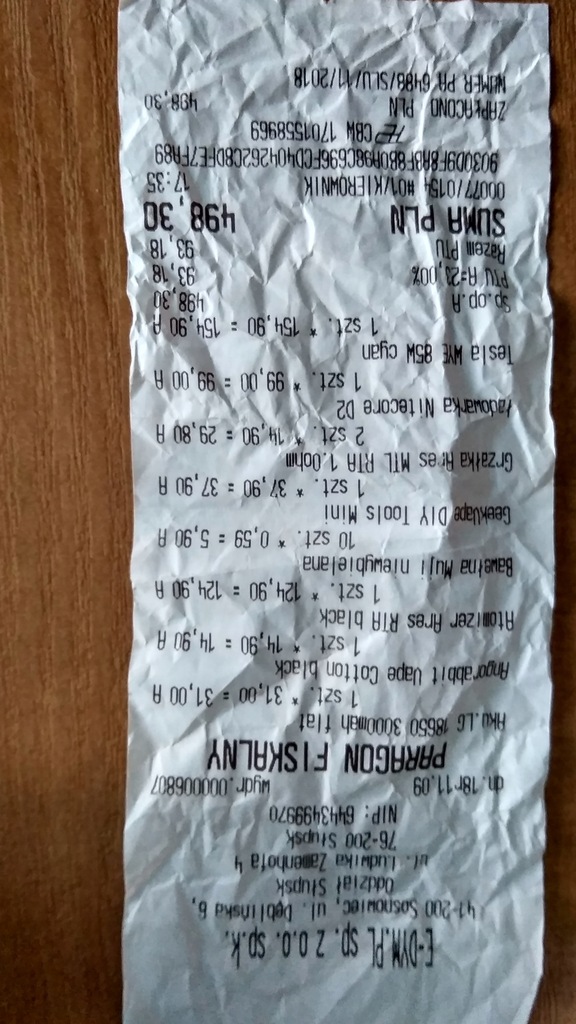 E-DYM.PL sp. z o.o. sp.k.
41-200 Sosnowiec, ul. Dęblińska 6,
Oddział Słupsk
ul. Ludwika Zamenhofa 4
76-200 Słupsk
NIP: 6443499970
dn.18r11.09 wydr.000006807
PARAGON FISKALNY
Aku.LG 18650 3000mah flat
1 szt. * 31,00 = 31,00 A
Angorabbit Vape Cotton black
1 szt. * 14,90 = 14,90 A
Atomizer Ares RTA black
1 szt. * 124,90 = 124,90 A
Bawełna Muji niewybielana
10 szt. * 0,59 = 5,90 A
GeekVape DIY Tools Mini
1 szt. * 37,90 = 37,90 A
Grzałka Ares MTL RTA 1.0ohm
2 szt. * 14,90 = 29,80 A
Ładowarka Nitecore D2
1 szt. * 99,00 = 99,00 A
Tesla WYE 85W cyan
1 szt. * 154,90 = 154,90 A
Sp.op.A 498,30
PTU A=23,00% 93,18
Razem PTU 93,18
SUMA PLN 498,30
00077/0154 #01/KIEROWNIK 17:35
CBW 1701558969
ZAPŁACONO PLN 498,30
NUMER PA 6498/SLU/11/2018